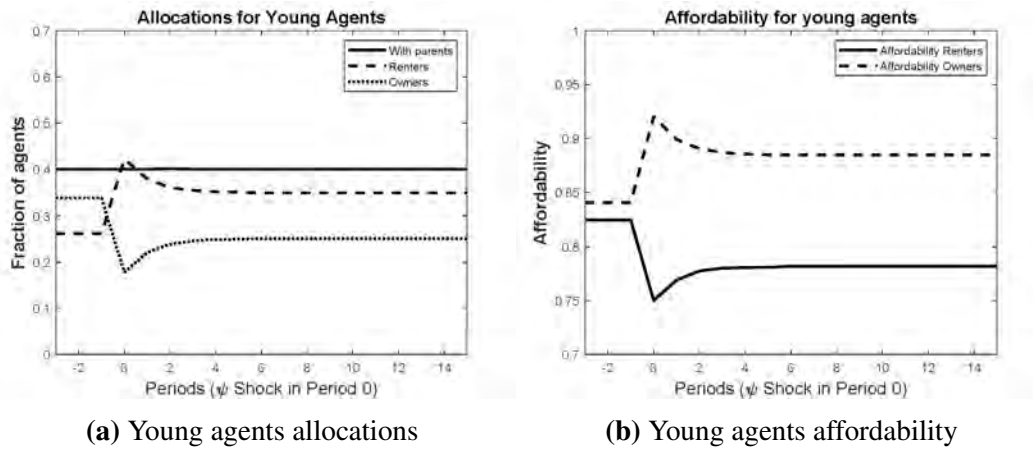 Allocations for Young Agents
0.7
0.6
0.5
0.4
0.3
0.2
0.1
0
Fraction of agents
With parents
Renters
Owners
-2 0 2 4 6 8 10 12 14
Periods (ψ Shock in Period 0)
(a) Young agents allocations
Affordability for young agents
1
0.95
0.9
0.85
0.8
0.75
0.7
Affordability
Affordability Renters
Affordability Owners
-2 0 2 4 6 8 10 12 14
Periods (ψ Shock in Period 0)
(b) Young agents affordability